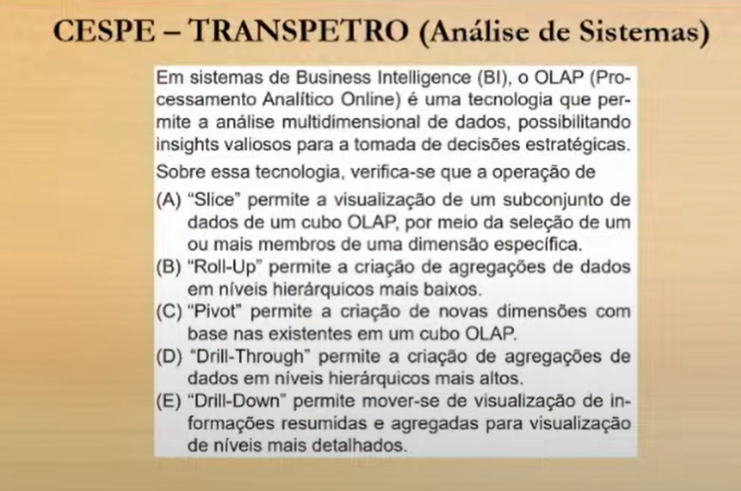 CESPE – TRANSPETRO (Análise de Sistemas)
Em sistemas de Business Intelligence (BI), o OLAP (Pro-
cessamento Analítico Online) é uma tecnologia que per-
mite a análise multidimensional de dados, possibilitando
insights valiosos para a tomada de decisões estratégicas.
Sobre essa tecnologia, verifica-se que a operação de
(A) “Slice” permite a visualização de um subconjunto de
dados de um cubo OLAP, por meio da seleção de um
ou mais membros de uma dimensão específica.
(B) “Roll-Up” permite a criação de agregações de dados
em níveis hierárquicos mais baixos.
(C) “Pivot” permite a criação de novas dimensões com
base nas existentes em um cubo OLAP.
(D) “Drill-Through” permite a criação de agregações de
dados em níveis hierárquicos mais altos.
(E) “Drill-Down” permite mover-se de visualização de in-
formações resumidas e agregadas para visualização
de níveis mais detalhados.